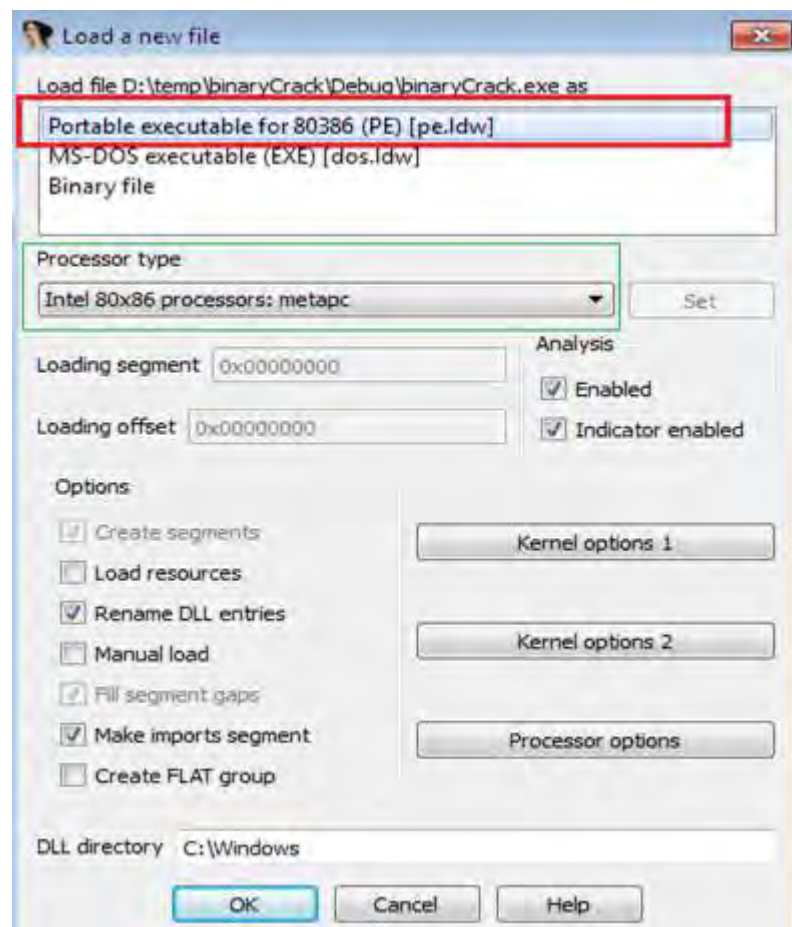 Load a new file
Load file D:\temp\binaryCrack\Debug\binaryCrack.exe as
Portable executable for 80386 (PE) [pe.ldw]
MS-DOS executable (EXE) [dos.ldw]
Binary file
Processor type
Intel 80x86 processors: metapc
Set
Loading segment 0x00000000
Loading offset 0x00000000
Analysis
Enabled
Indicator enabled
Options
Create segments
Load resources
Rename DLL entries
Manual load
Fill segment gaps
Make imports segment
Create FLAT group
Kernel options 1
Kernel options 2
Processor options
DLL directory C:\Windows
OK Cancel Help